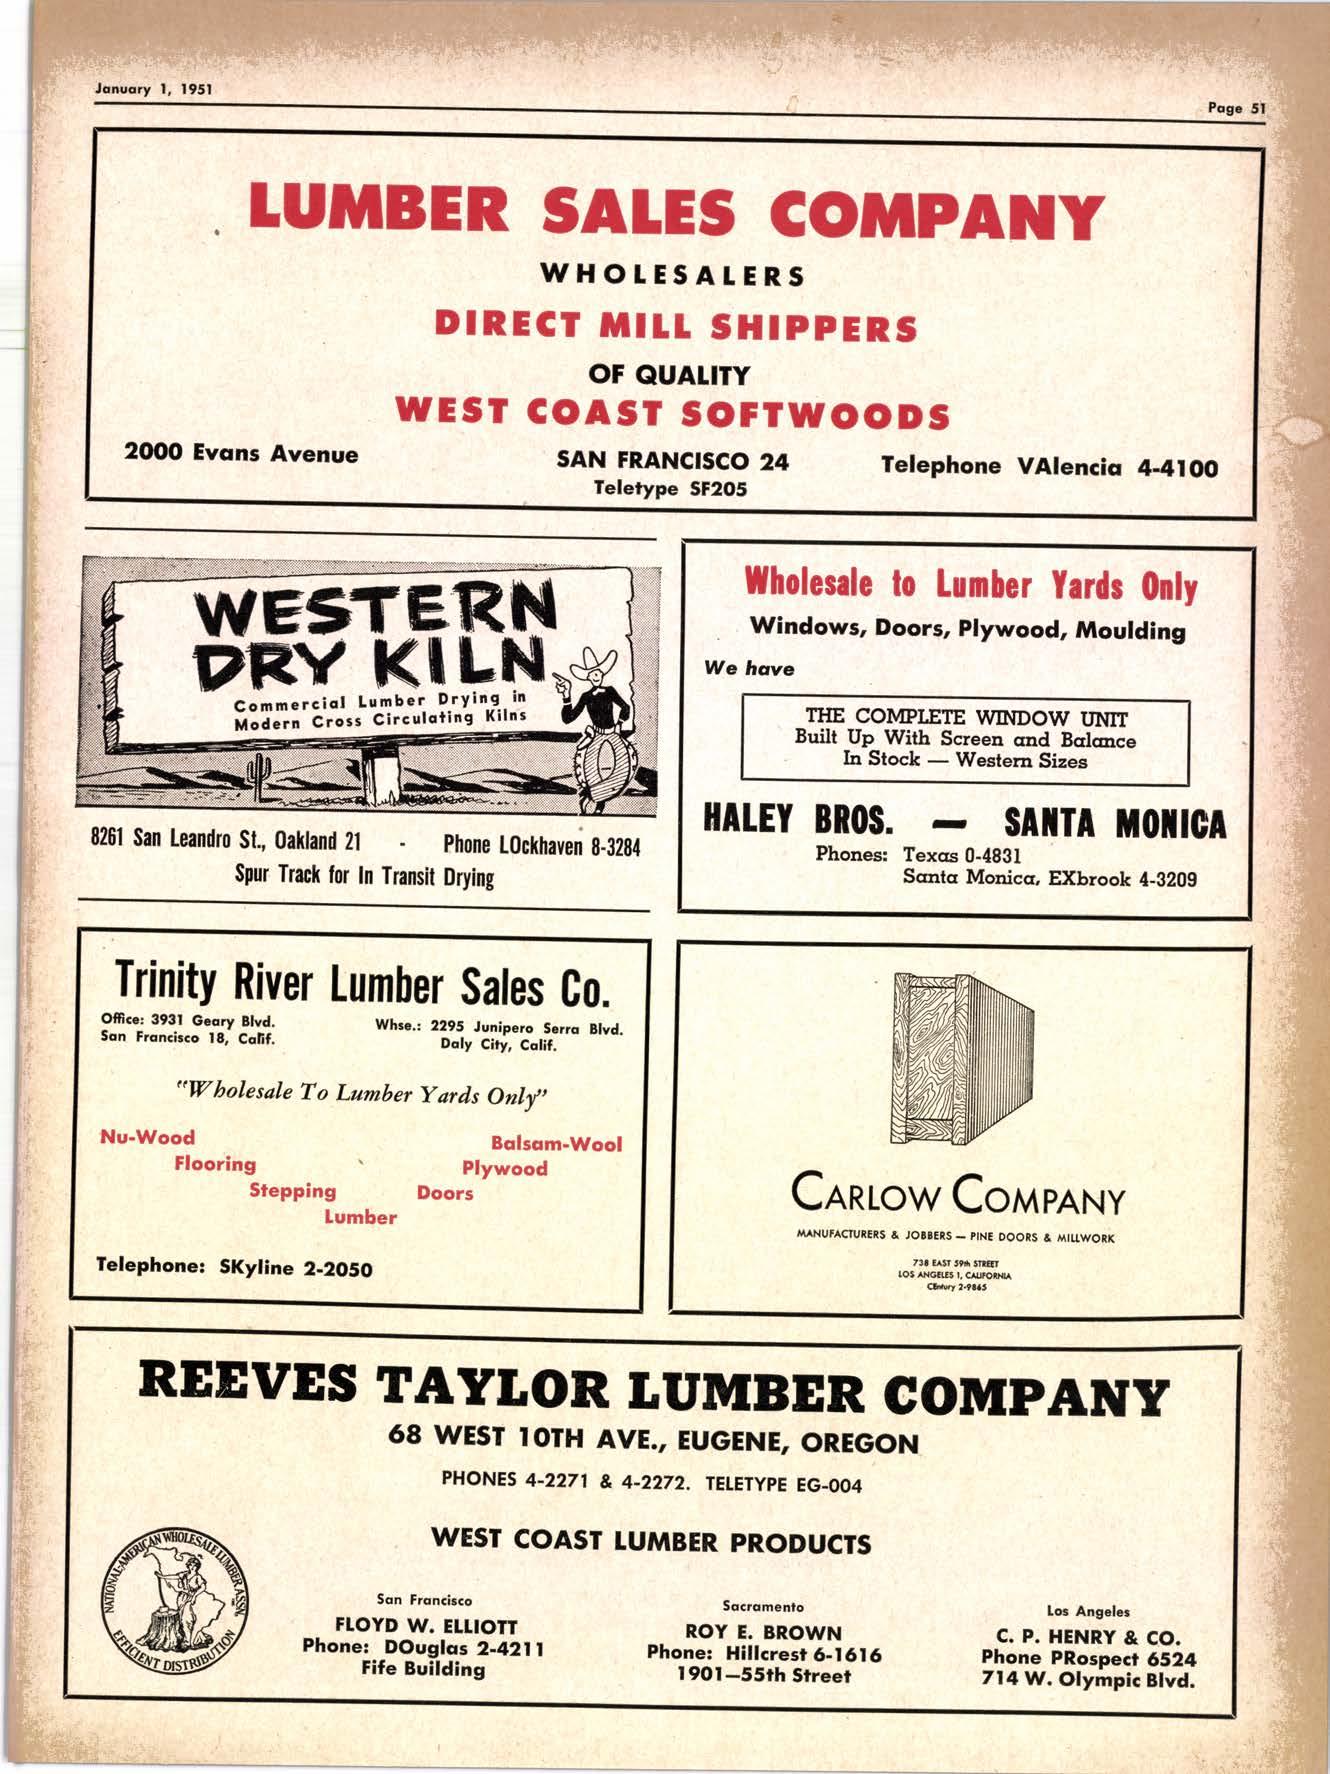 January 1, 1951
Page 51
LUMBER SALES COMPANY
WHOLESALERS
DIRECT MILL SHIPPERS
OF QUALITY
WEST COAST SOFTWOODS
2000 Evans Avenue
SAN FRANCISCO 24
Telephone VAlencia 4-4100
Teletype SF205
WESTERN
DRY KILN
Commercial Lumber Drying in
Modern Cross Circulating Kilns
8261 San Leandro St., Oakland 21 - Phone LOckhaven 8-3284
Spur Track for In Transit Drying
Wholesale to Lumber Yards Only
Windows, Doors, Plywood, Moulding
We have
THE COMPLETE WINDOW UNIT
Built Up With Screen and Balance
In Stock — Western Sizes
HALEY BROS. — SANTA MONICA
Phones: Texas 0-4831
Santa Monica, EXbrook 4-3209
Trinity River Lumber Sales Co.
Office: 3931 Geary Blvd.
San Francisco 18, Calif.
Whse.: 2295 Junipero Serra Blvd.
Daly City, Calif.
"Wholesale To Lumber Yards Only"
Nu-Wood
Balsam-Wool
Flooring
Plywood
Stepping
Doors
Lumber
Telephone: SKyline 2-2050
CARLOW COMPANY
MANUFACTURERS & JOBBERS — PINE DOORS & MILLWORK
738 EAST 59th STREET
LOS ANGELES 1, CALIFORNIA
CEntury 2-9865
REEVES TAYLOR LUMBER COMPANY
68 WEST 10TH AVE., EUGENE, OREGON
PHONES 4-2271 & 4-2272. TELETYPE EG-004
WEST COAST LUMBER PRODUCTS
NATIONAL-AMERICAN WHOLESALE LUMBER ASSN.
EFFICIENT DISTRIBUTION
San Francisco
FLOYD W. ELLIOTT
Phone: DOuglas 2-4211
Fife Building
Sacramento
ROY E. BROWN
Phone: Hillcrest 6-1616
1901—55th Street
Los Angeles
C. P. HENRY & CO.
Phone PRospect 6524
714 W. Olympic Blvd.